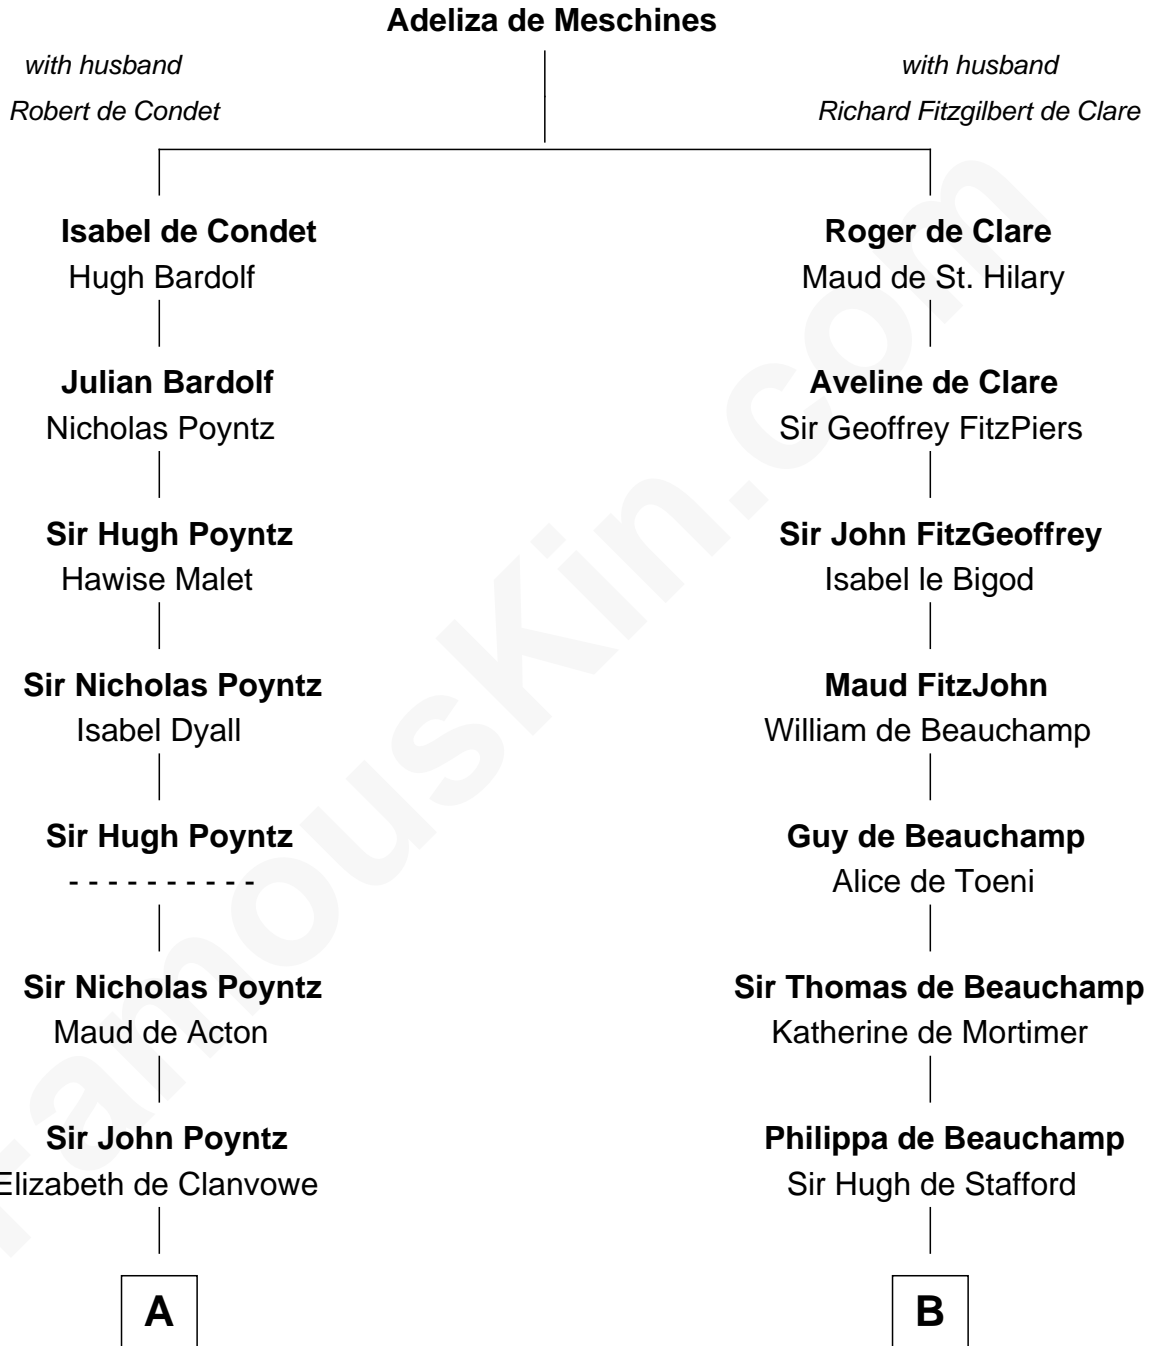 Adeliza de Meschines
with husband
Robert de Condet
with husband
Richard Fitzgilbert de Clare
Isabel de Condet
Hugh Bardolf
Roger de Clare
Maud de St. Hilary
Julian Bardolf
Nicholas Poyntz
Aveline de Clare
Sir Geoffrey FitzPiers
Sir Hugh Poyntz
Hawise Malet
Sir John FitzGeoffrey
Isabel le Bigod
Sir Nicholas Poyntz
Isabel Dyall
Maud FitzJohn
William de Beauchamp
Sir Hugh Poyntz
- - - - - - - - - -
Guy de Beauchamp
Alice de Toeni
Sir Nicholas Poyntz
Maud de Acton
Sir Thomas de Beauchamp
Katherine de Mortimer
Sir John Poyntz
Elizabeth de Clanvowe
Philippa de Beauchamp
Sir Hugh de Stafford
A
B
FamousKin.com